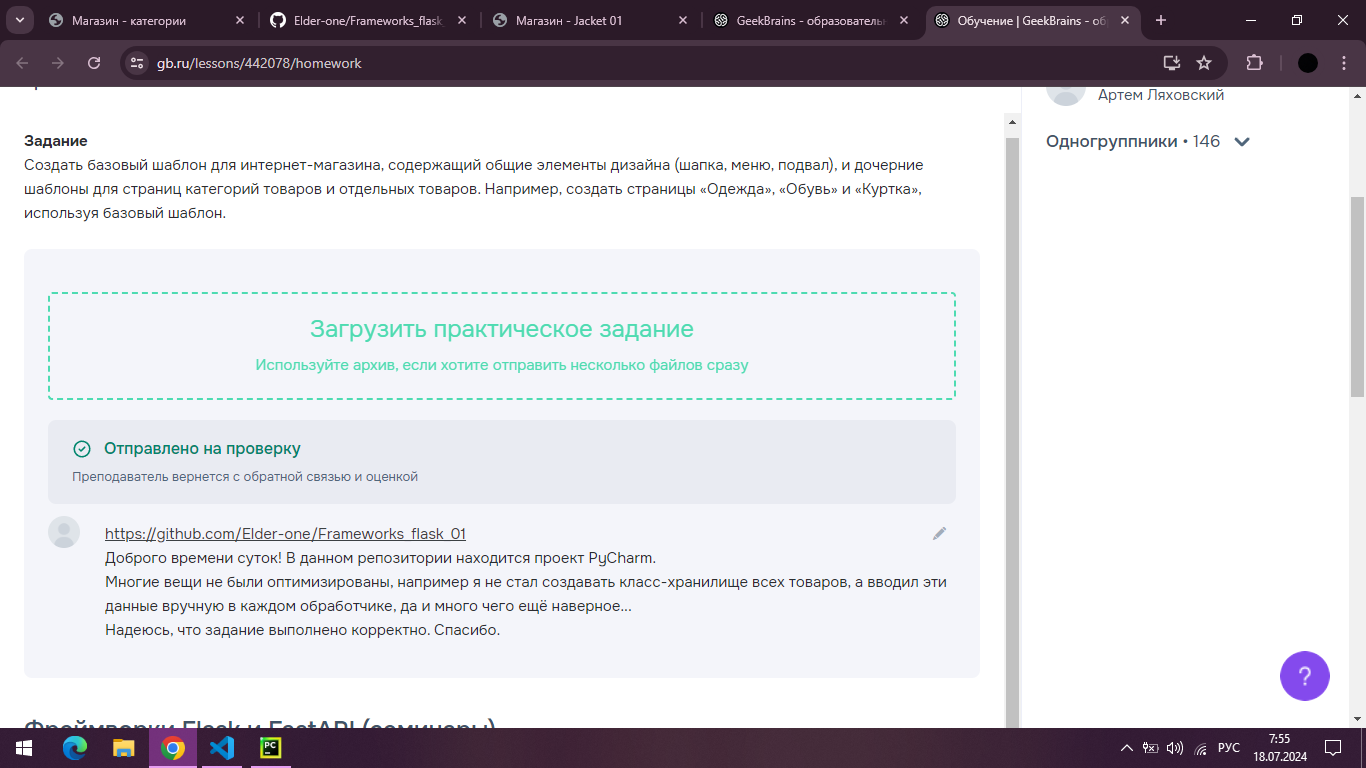 Магазин - категории
Elder-one/Frameworks_flask
Магазин - Jacket 01
GeekBrains - образователь
Обучение | GeekBrains - об
gb.ru/lessons/442078/homework
Артем Ляховский
Одногруппники • 146
Задание
Создать базовый шаблон для интернет-магазина, содержащий общие элементы дизайна (шапка, меню, подвал), и дочерние
шаблоны для страниц категорий товаров и отдельных товаров. Например, создать страницы «Одежда», «Обувь» и «Куртка»,
используя базовый шаблон.
Загрузить практическое задание
Используйте архив, если хотите отправить несколько файлов сразу
Отправлено на проверку
Преподаватель вернется с обратной связью и оценкой
https://github.com/Elder-one/Frameworks_flask_01
Доброго времени суток! В данном репозитории находится проект PyCharm.
Многие вещи не были оптимизированы, например я не стал создавать класс-хранилище всех товаров, а вводил эти
данные вручную в каждом обработчике, да и много чего ещё наверное...
Надеюсь, что задание выполнено корректно. Спасибо.
?
Фреймворки Flask и FastAPI (семинары)
PC
РУС
7:55
18.07.2024